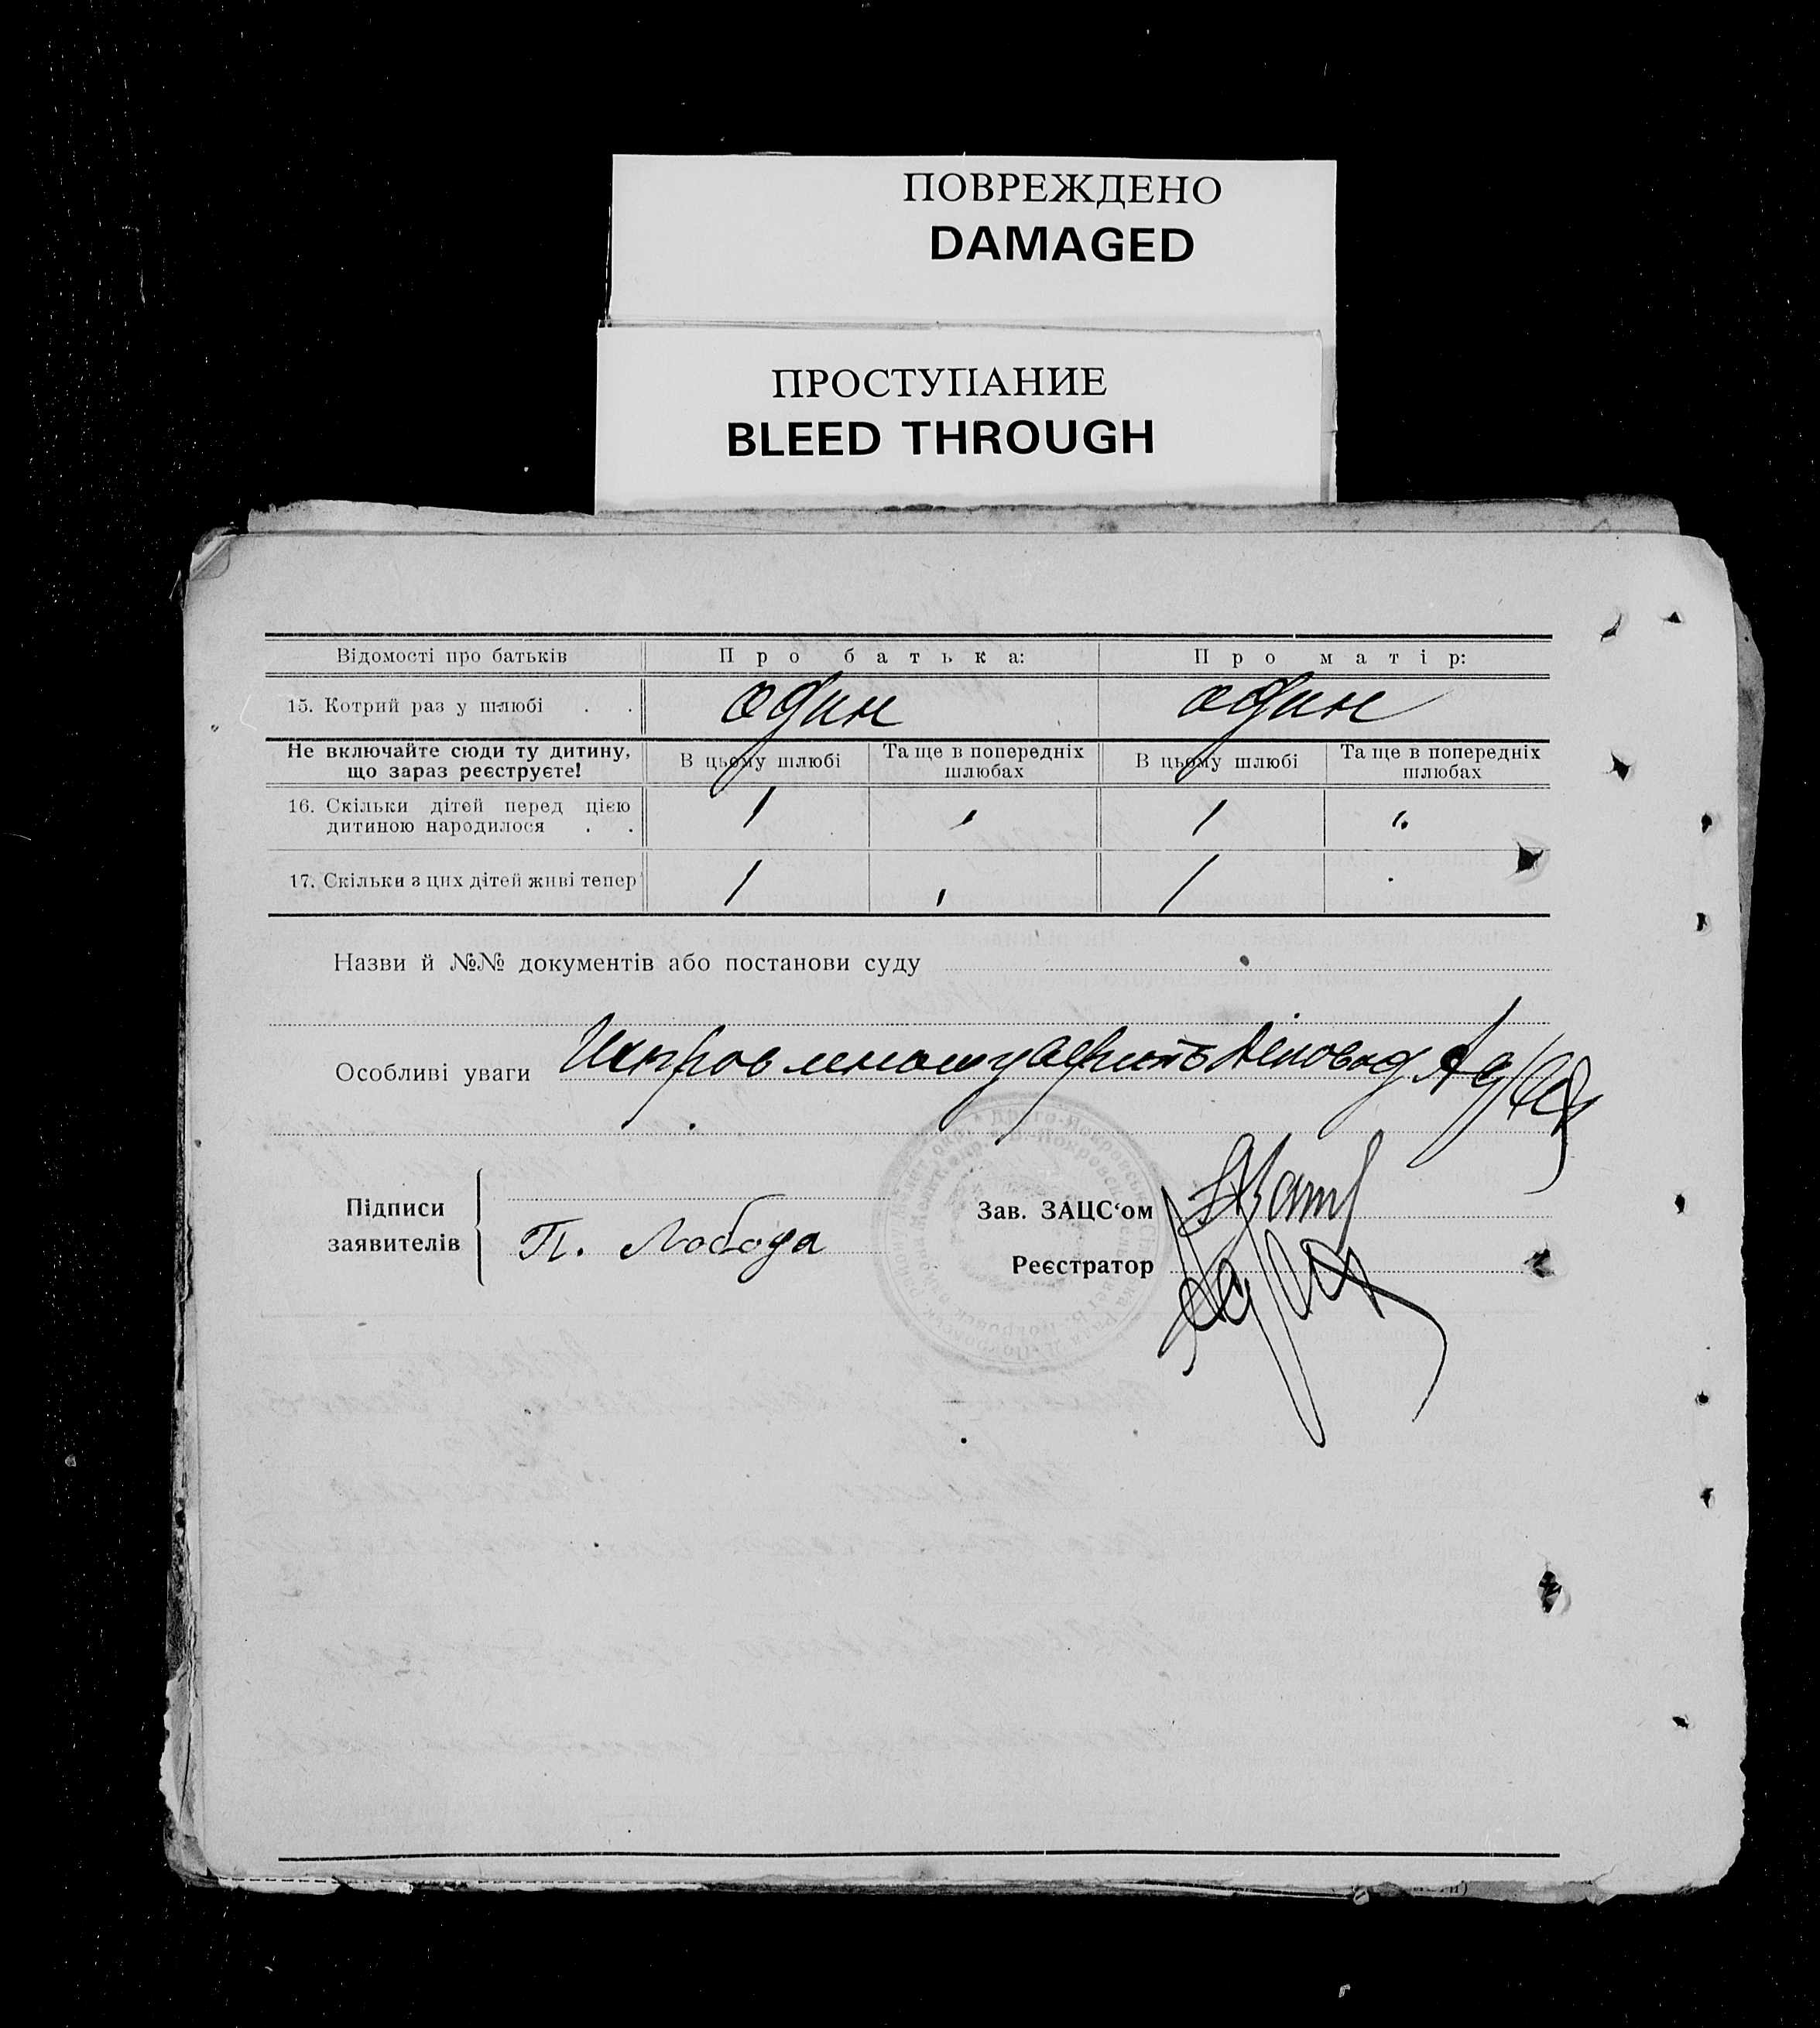 ПОВРЕЖДЕНО
DAMAGED
ПРОСТУПАНИЕ
BLEED THROUGH
Відомості про батьків Про батька: Про матір:
15. Котрий раз у шлюбі . . один один
Не включайте сюди ту дитину, що зараз реєструєте! В цьому шлюбі Та ще в попередніх шлюбах В цьому шлюбі Та ще в попередніх шлюбах
16. Скільки дітей перед цією
дитиною народилося . . 1 1
17. Скільки з цих дітей живі тепер 1 1
Назви й №№ документів або постанови суду
Особливі уваги
Підписи
заявителів
П. Лобода
Зав. ЗАЦС‘ом
Реєстратор